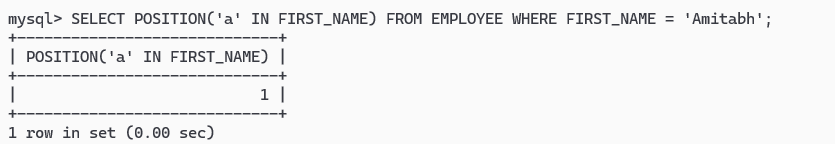 mysql> SELECT POSITION('a' IN FIRST_NAME) FROM EMPLOYEE WHERE FIRST_NAME = 'Amitabh';
+-----------------------------+
| POSITION('a' IN FIRST_NAME) |
+-----------------------------+
|                           1 |
+-----------------------------+
1 row in set (0.00 sec)